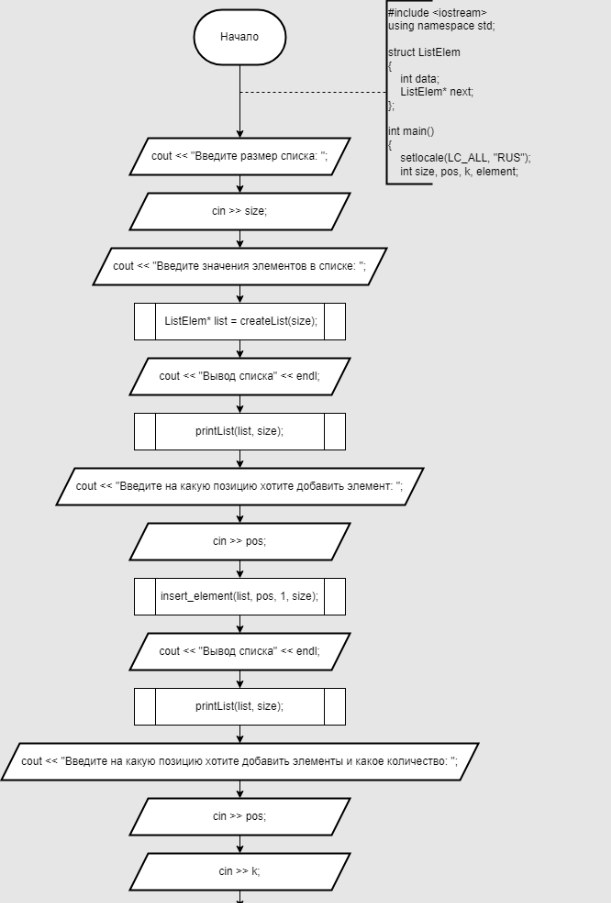 Начало
#include <iostream>
using namespace std;
struct ListElem
{
int data;
ListElem* next;
};
int main()
{
setlocale(LC_ALL, "RUS");
int size, pos, k, element;
cout << "Введите размер списка: ";
cin >> size;
cout << "Введите значения элементов в списке: ";
ListElem* list = createList(size);
cout << "Вывод списка" << endl;
printList(list, size);
cout << "Введите на какую позицию хотите добавить элемент: ";
cin >> pos;
insert_element(list, pos, 1, size);
cout << "Вывод списка" << endl;
printList(list, size);
cout << "Введите на какую позицию хотите добавить элементы и какое количество: ";
cin >> pos;
cin >> k;